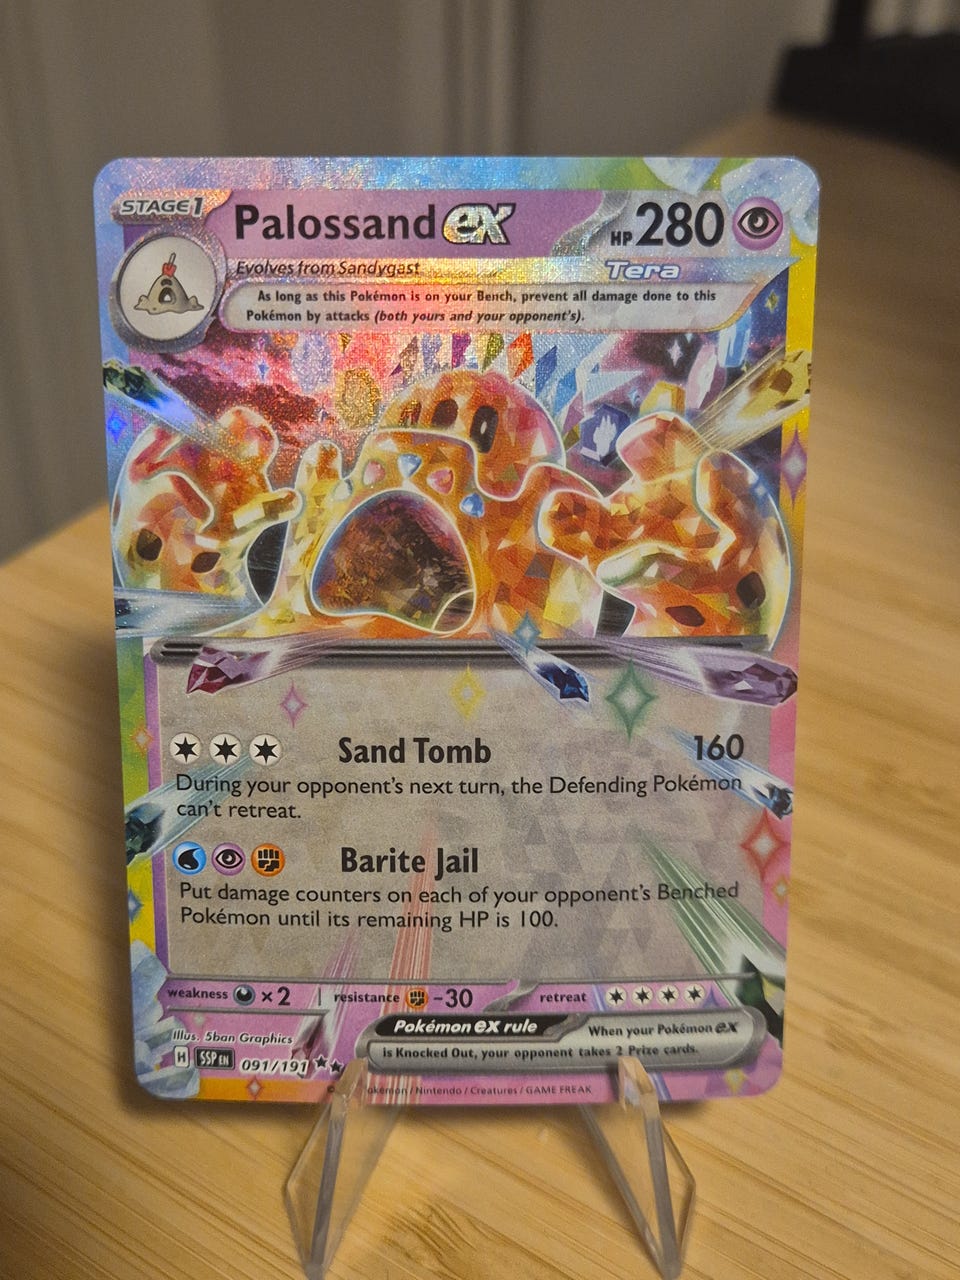 STAGE 1 Palossand ex HP 280
Evolves from Sandygast Tera
As long as this Pokémon is on your Bench, prevent all damage done to this
Pokémon by attacks (both yours and your opponent's).
Sand Tomb 160
During your opponent's next turn, the Defending Pokémon
can't retreat.
Barite Jail
Put damage counters on each of your opponent's Benched
Pokémon until its remaining HP is 100.
weakness ×2 resistance -30 retreat
Pokémon ex rule When your Pokémon ex
is Knocked Out, your opponent takes 2 Prize cards.
Illus. 5ban Graphics
H SSP EN 091/191
okémon / Nintendo / Creatures / GAME FREAK